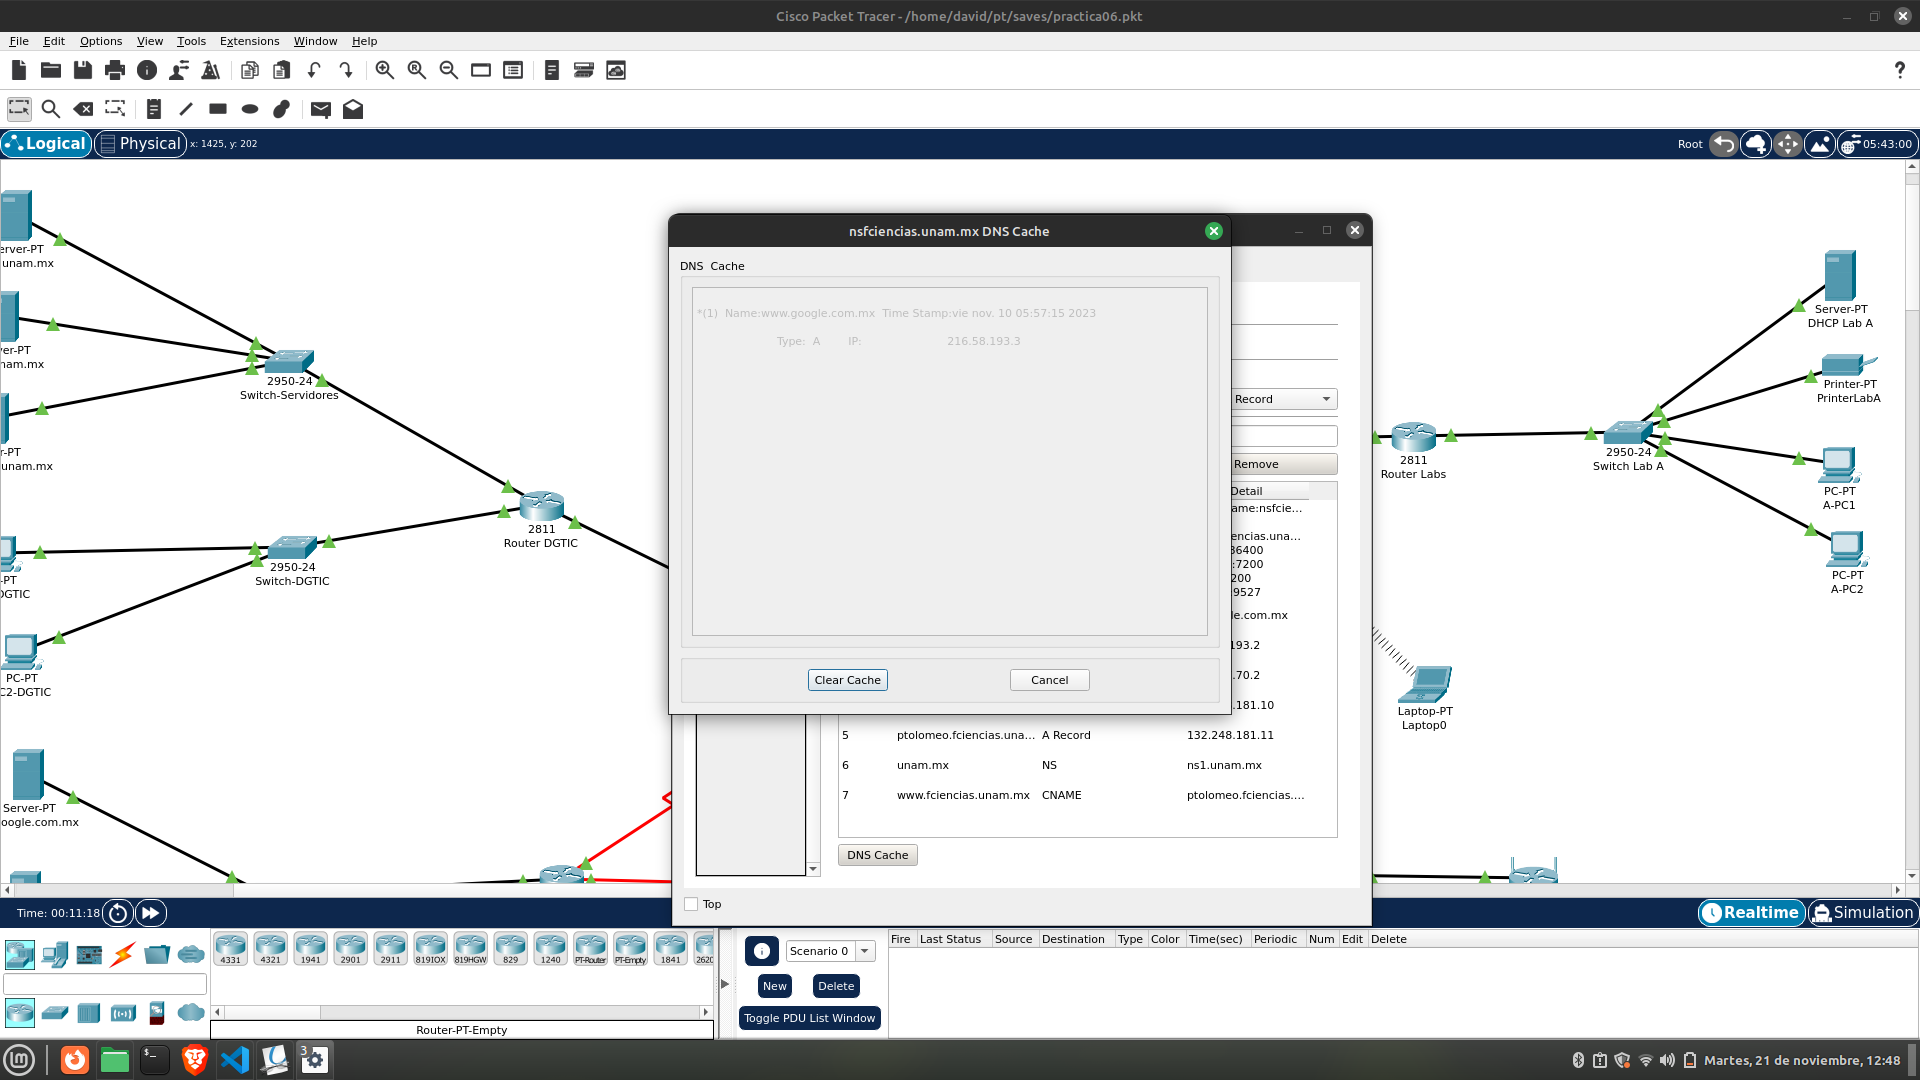 Cisco Packet Tracer - /home/david/pt/saves/practica06.pkt
File Edit Options View Tools Extensions Window Help
?
Logical Physical x: 1425, y: 202
Root 05:43:00
erver-PT
unam.mx
ver-PT
nam.mx
r-PT
unam.mx
2950-24
Switch-Servidores
2811
Router DGTIC
2950-24
Switch-DGTIC
-PT
DGTIC
PC-PT
C2-DGTIC
Server-PT
oogle.com.mx
nsfciencias.unam.mx DNS Cache
DNS Cache
*(1) Name:www.google.com.mx Time Stamp:vie nov. 10 05:57:15 2023
Type: A IP: 216.58.193.3
Clear Cache Cancel
Record
Remove
Detail
ame:nsfcie...
encias.una...
36400
:7200
200
9527
le.com.mx
193.2
.70.2
.181.10
5 ptolomeo.fciencias.una... A Record 132.248.181.11
6 unam.mx NS ns1.unam.mx
7 www.fciencias.unam.mx CNAME ptolomeo.fciencias....
DNS Cache
Top
2811
Router Labs
2950-24
Switch Lab A
Server-PT
DHCP Lab A
Printer-PT
PrinterLabA
PC-PT
A-PC1
PC-PT
A-PC2
Laptop-PT
Laptop0
Time: 00:11:18
Realtime Simulation
4331 4321 1941 2901 2911 819IOX 819HGW 829 1240 PT-Router PT-Empty 1841 2620
Router-PT-Empty
Scenario 0
New Delete
Toggle PDU List Window
Fire Last Status Source Destination Type Color Time(sec) Periodic Num Edit Delete
3
Martes, 21 de noviembre, 12:48